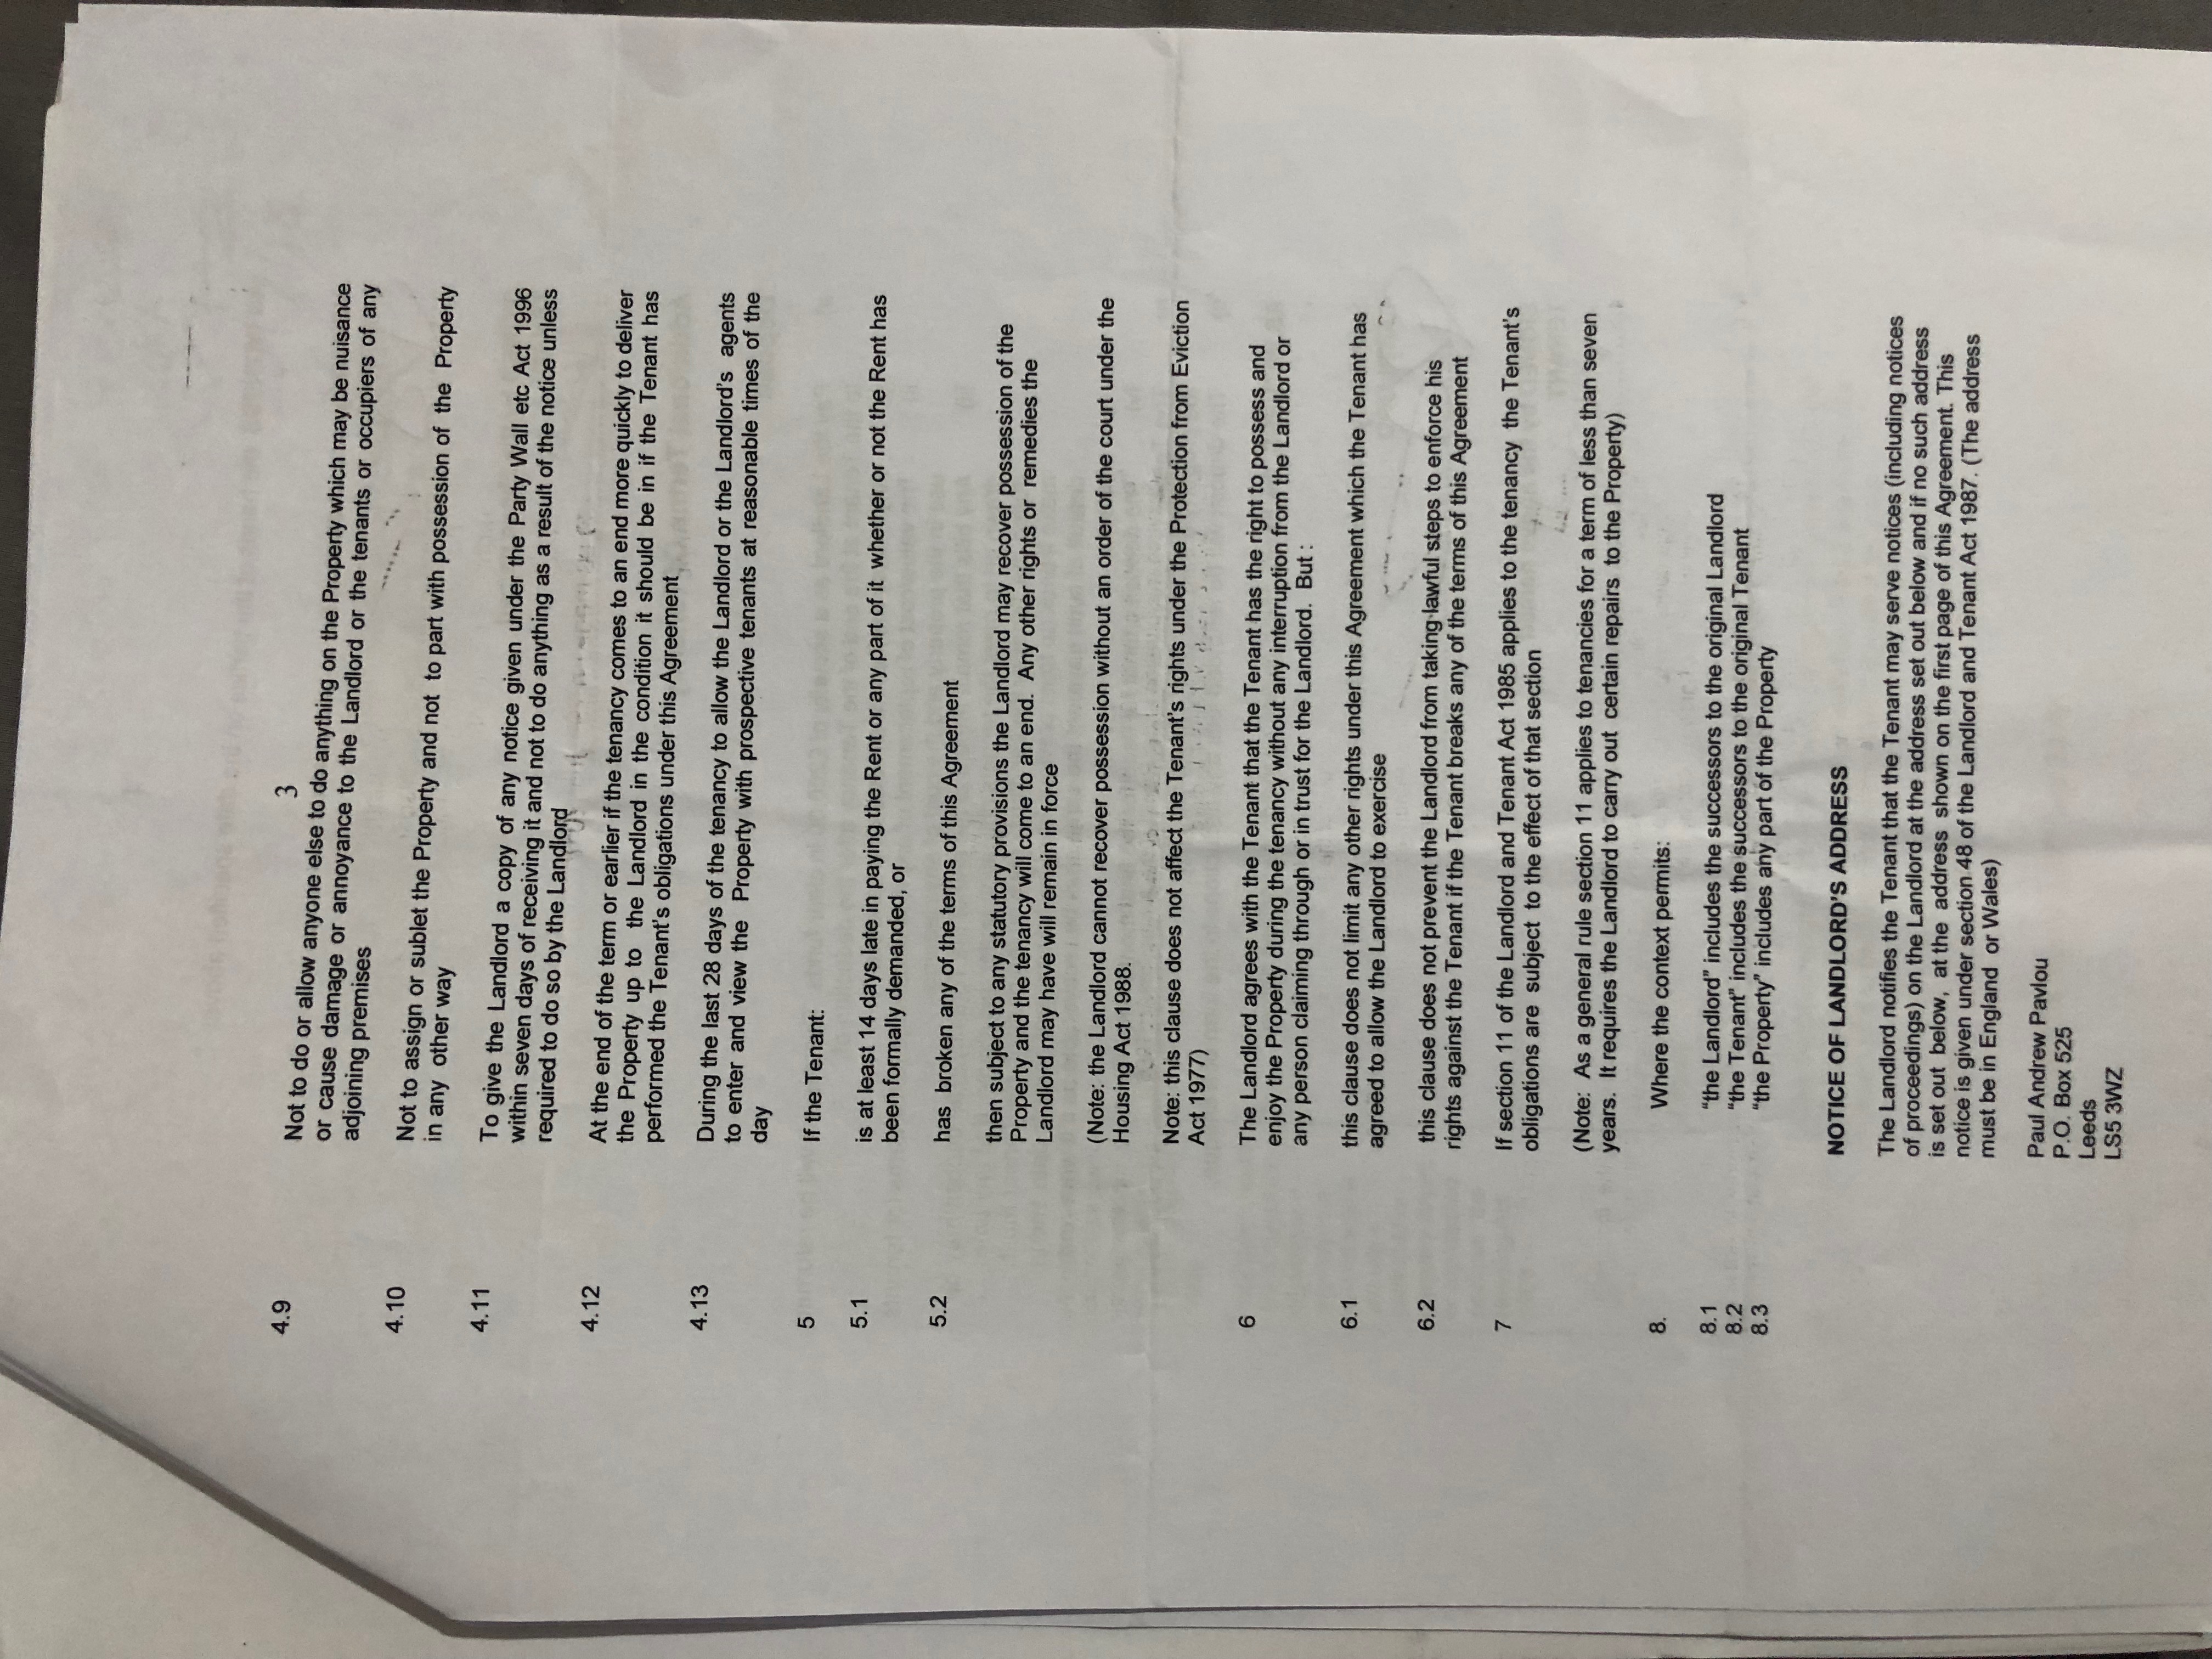 3
4.9 Not to do or allow anyone else to do anything on the Property which may be nuisance
or cause damage or annoyance to the Landlord or the tenants or occupiers of any
adjoining premises
4.10 Not to assign or sublet the Property and not to part with possession of the Property
in any other way
4.11 To give the Landlord a copy of any notice given under the Party Wall etc Act 1996
within seven days of receiving it and not to do anything as a result of the notice unless
required to do so by the Landlord
4.12 At the end of the term or earlier if the tenancy comes to an end more quickly to deliver
the Property up to the Landlord in the condition it should be in if the Tenant has
performed the Tenant's obligations under this Agreement
4.13 During the last 28 days of the tenancy to allow the Landlord or the Landlord's agents
to enter and view the Property with prospective tenants at reasonable times of the
day
5 If the Tenant:
5.1 is at least 14 days late in paying the Rent or any part of it whether or not the Rent has
been formally demanded, or
5.2 has broken any of the terms of this Agreement
then subject to any statutory provisions the Landlord may recover possession of the
Property and the tenancy will come to an end. Any other rights or remedies the
Landlord may have will remain in force
(Note: the Landlord cannot recover possession without an order of the court under the
Housing Act 1988.
Note: this clause does not affect the Tenant's rights under the Protection from Eviction
Act 1977)
6 The Landlord agrees with the Tenant that the Tenant has the right to possess and
enjoy the Property during the tenancy without any interruption from the Landlord or
any person claiming through or in trust for the Landlord. But :
6.1 this clause does not limit any other rights under this Agreement which the Tenant has
agreed to allow the Landlord to exercise
6.2 this clause does not prevent the Landlord from taking lawful steps to enforce his
rights against the Tenant if the Tenant breaks any of the terms of this Agreement
7 If section 11 of the Landlord and Tenant Act 1985 applies to the tenancy the Tenant's
obligations are subject to the effect of that section
(Note: As a general rule section 11 applies to tenancies for a term of less than seven
years. It requires the Landlord to carry out certain repairs to the Property)
8. Where the context permits:
8.1 “the Landlord” includes the successors to the original Landlord
8.2 “the Tenant” includes the successors to the original Tenant
8.3 “the Property” includes any part of the Property
NOTICE OF LANDLORD'S ADDRESS
The Landlord notifies the Tenant that the Tenant may serve notices (including notices
of proceedings) on the Landlord at the address set out below and if no such address
is set out below, at the address shown on the first page of this Agreement. This
notice is given under section 48 of the Landlord and Tenant Act 1987. (The address
must be in England or Wales)
Paul Andrew Pavlou
P.O. Box 525
Leeds
LS5 3WZ